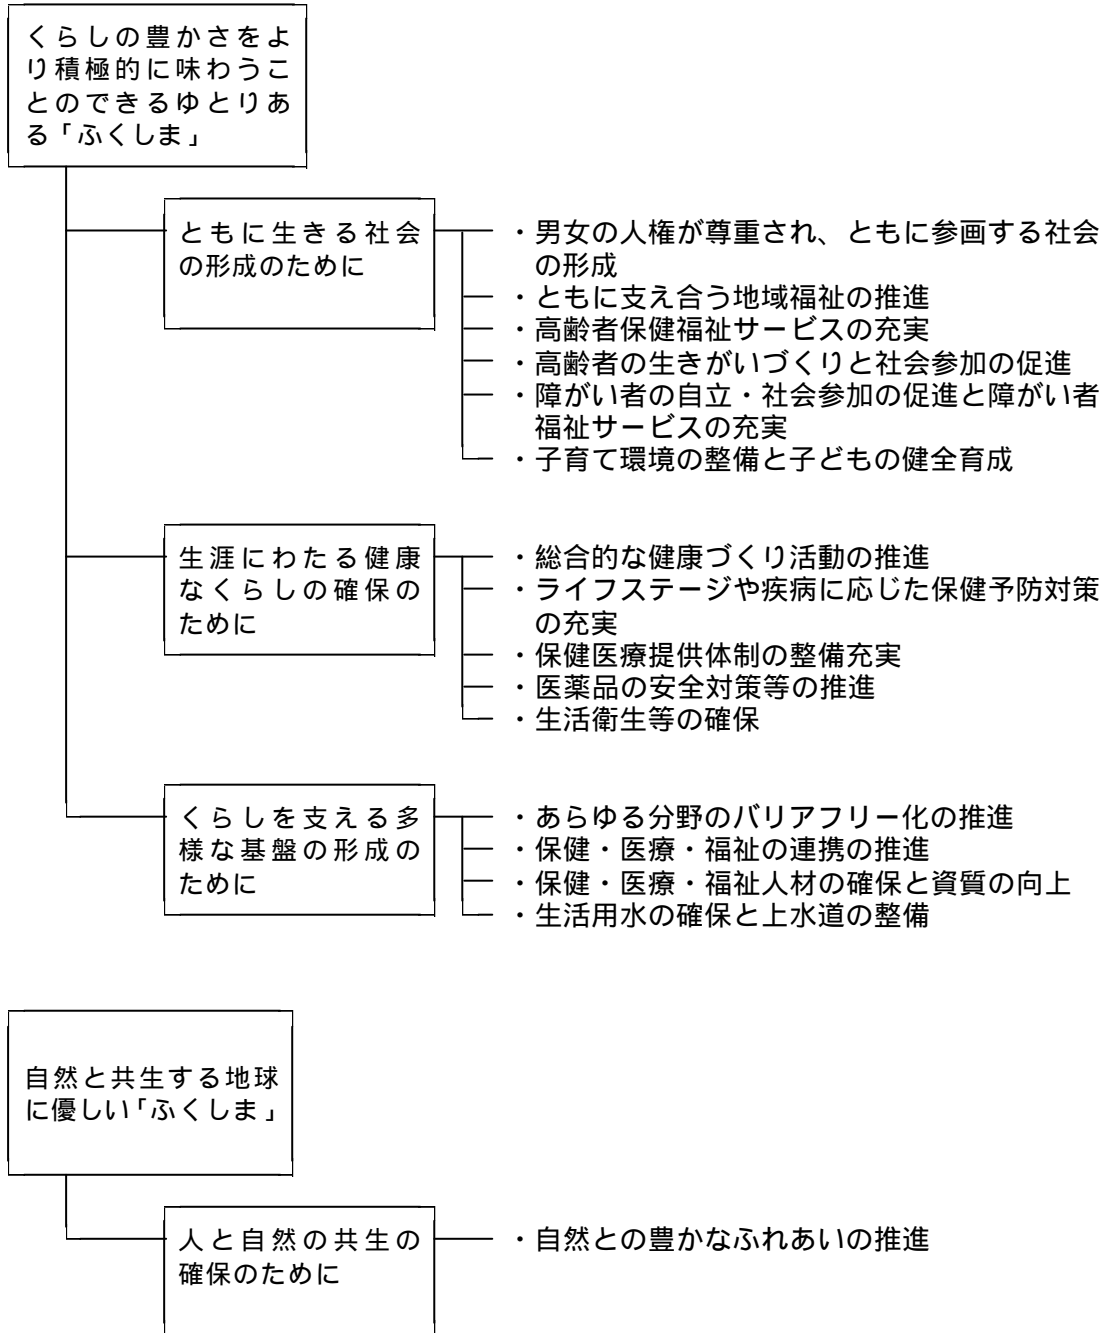 くらしの豊かさをよ
り積極的に味わうこ
とのできるゆとりあ
る「ふくしま」
ともに生きる社会
の形成のために
・男女の人権が尊重され、ともに参画する社会
の形成
・ともに支え合う地域福祉の推進
・高齢者保健福祉サービスの充実
・高齢者の生きがいづくりと社会参加の促進
・障がい者の自立・社会参加の促進と障がい者
福祉サービスの充実
・子育て環境の整備と子どもの健全育成
生涯にわたる健康
なくらしの確保の
ために
・総合的な健康づくり活動の推進
・ライフステージや疾病に応じた保健予防対策
の充実
・保健医療提供体制の整備充実
・医薬品の安全対策等の推進
・生活衛生等の確保
くらしを支える多
様な基盤の形成の
ために
・あらゆる分野のバリアフリー化の推進
・保健・医療・福祉の連携の推進
・保健・医療・福祉人材の確保と資質の向上
・生活用水の確保と上水道の整備
自然と共生する地球
に優しい「ふくしま」
人と自然の共生の
確保のために
・自然との豊かなふれあいの推進